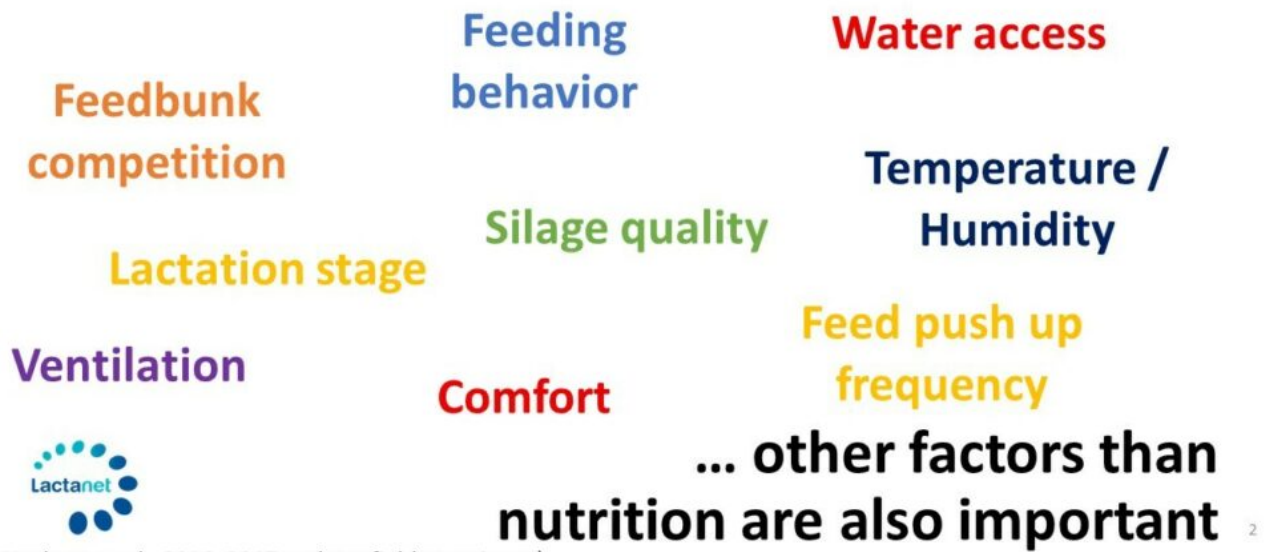 Feeding
behavior
Water access
Feedbunk
competition
Temperature /
Humidity
Silage quality
Lactation stage
Feed push up
frequency
Ventilation
Comfort
... other factors than
nutrition are also important
Lactanet
2